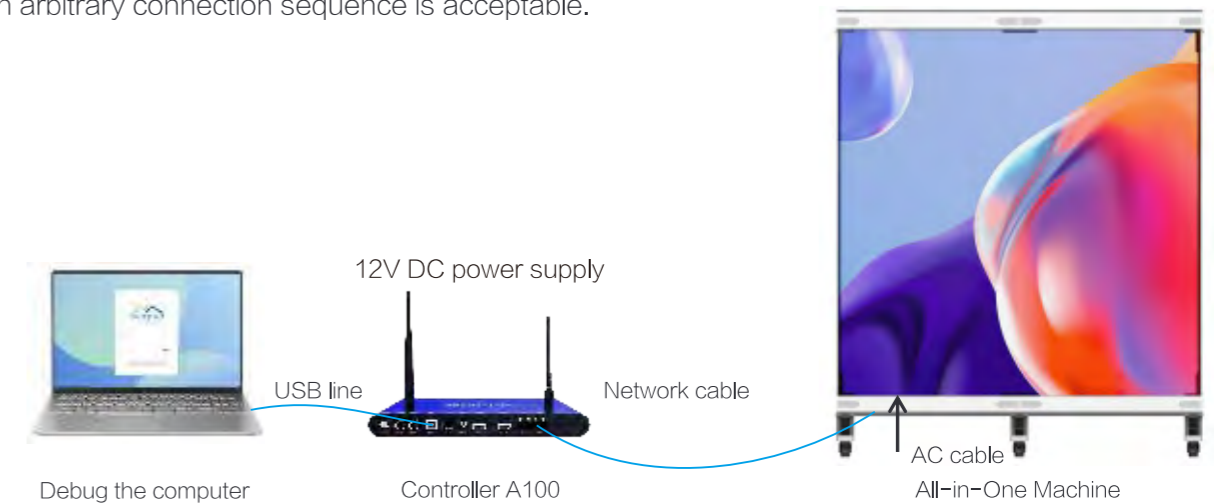 n arbitrary connection sequence is acceptable.
12V DC power supply
USB line
Network cable
AC cable
Debug the computer
Controller A100
All-in-One Machine